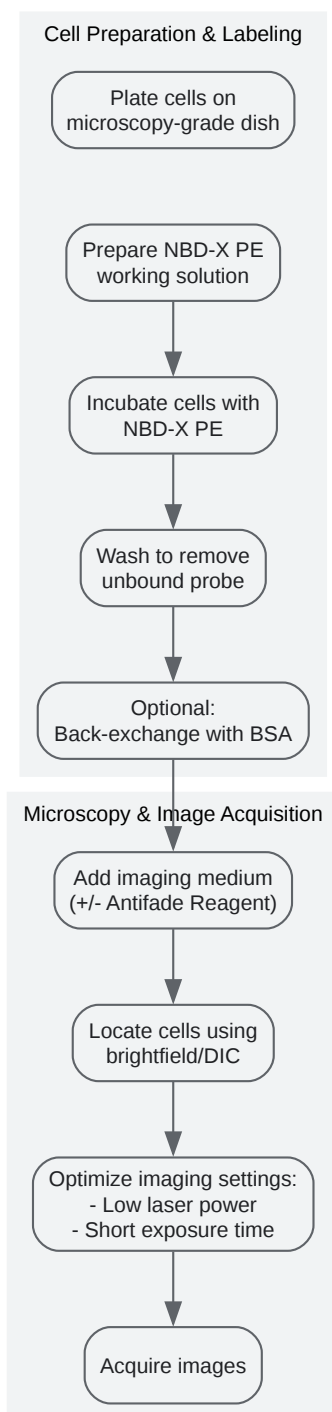 Cell Preparation & Labeling
Plate cells on
microscopy-grade dish
Prepare NBD-X PE
working solution
Incubate cells with
NBD-X PE
Wash to remove
unbound probe
Optional:
Back-exchange with BSA
Microscopy & Image Acquisition
Add imaging medium
(+/- Antifade Reagent)
Locate cells using
brightfield/DIC
Optimize imaging settings:
- Low laser power
- Short exposure time
Acquire images